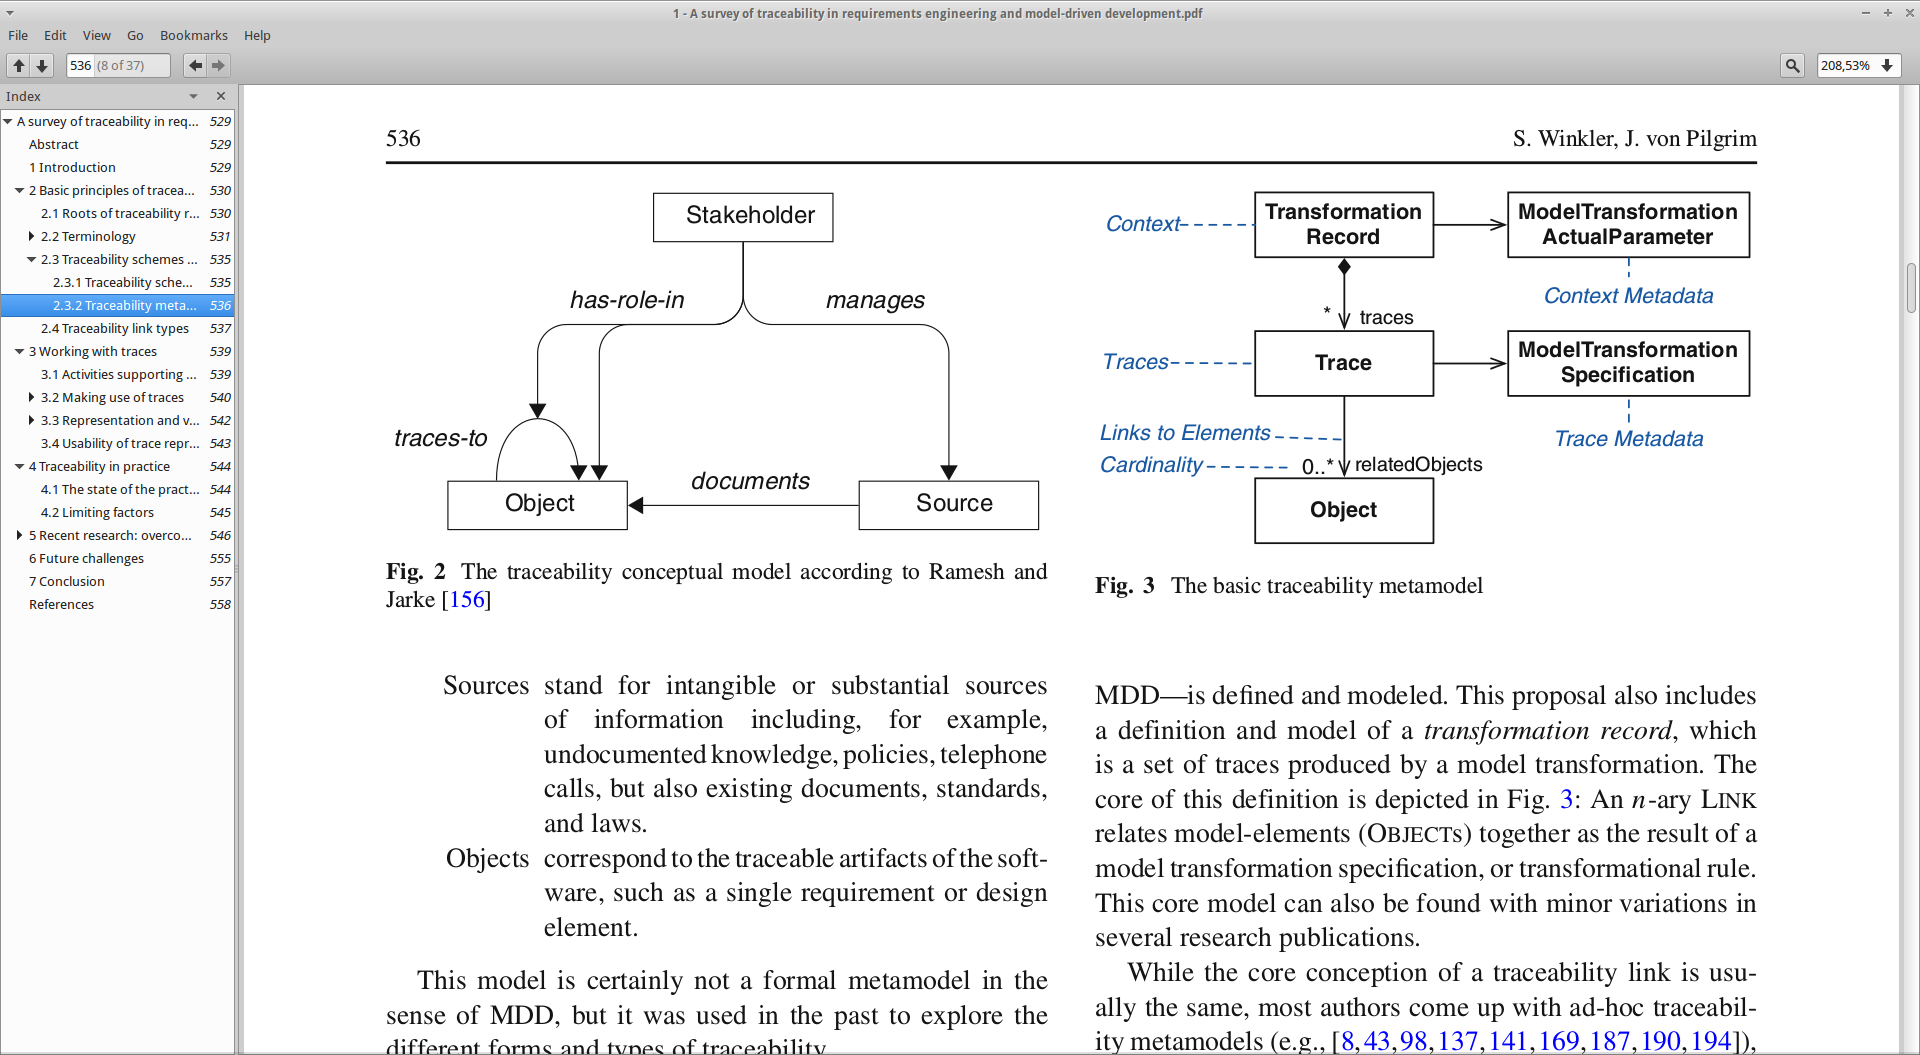 1 - A survey of traceability in requirements engineering and model-driven development.pdf
File Edit View Go Bookmarks Help
536 (8 of 37)
208,53%
Index
A survey of traceability in req... 529
Abstract 529
1 Introduction 529
2 Basic principles of tracea... 530
2.1 Roots of traceability r... 530
2.2 Terminology 531
2.3 Traceability schemes ... 535
2.3.1 Traceability sche... 535
2.3.2 Traceability meta... 536
2.4 Traceability link types 537
3 Working with traces 539
3.1 Activities supporting ... 539
3.2 Making use of traces 540
3.3 Representation and v... 542
3.4 Usability of trace repr... 543
4 Traceability in practice 544
4.1 The state of the pract... 544
4.2 Limiting factors 545
5 Recent research: overco... 546
6 Future challenges 555
7 Conclusion 557
References 558
536
S. Winkler, J. von Pilgrim
Stakeholder
has-role-in
manages
traces-to
documents
Object
Source
Fig. 2 The traceability conceptual model according to Ramesh and
Jarke [156]
Sources stand for intangible or substantial sources
of information including, for example,
undocumented knowledge, policies, telephone
calls, but also existing documents, standards,
and laws.
Objects correspond to the traceable artifacts of the soft-
ware, such as a single requirement or design
element.
This model is certainly not a formal metamodel in the
sense of MDD, but it was used in the past to explore the
different forms and types of traceability.
Context
Transformation
Record
ModelTransformation
ActualParameter
Context Metadata
* traces
Traces
Trace
ModelTransformation
Specification
Trace Metadata
Links to Elements
Cardinality
0..* relatedObjects
Object
Fig. 3 The basic traceability metamodel
MDD—is defined and modeled. This proposal also includes
a definition and model of a transformation record, which
is a set of traces produced by a model transformation. The
core of this definition is depicted in Fig. 3: An n-ary LINK
relates model-elements (OBJECTS) together as the result of a
model transformation specification, or transformational rule.
This core model can also be found with minor variations in
several research publications.
While the core conception of a traceability link is usu-
ally the same, most authors come up with ad-hoc traceabil-
ity metamodels (e.g., [8,43,98,137,141,169,187,190,194]),